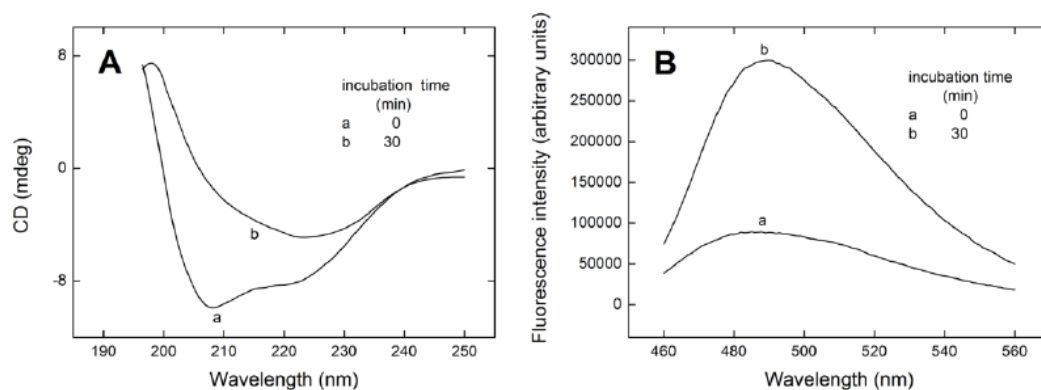 A
CD (mdeg)
8
0
-8
incubation time
(min)
a 0
b 30
b
a
190 200 210 220 230 240 250
Wavelength (nm)
B
Fluorescence intensity (arbitrary units)
300000
250000
200000
150000
100000
50000
0
b
incubation time
(min)
a 0
b 30
a
460 480 500 520 540 560
Wavelength (nm)